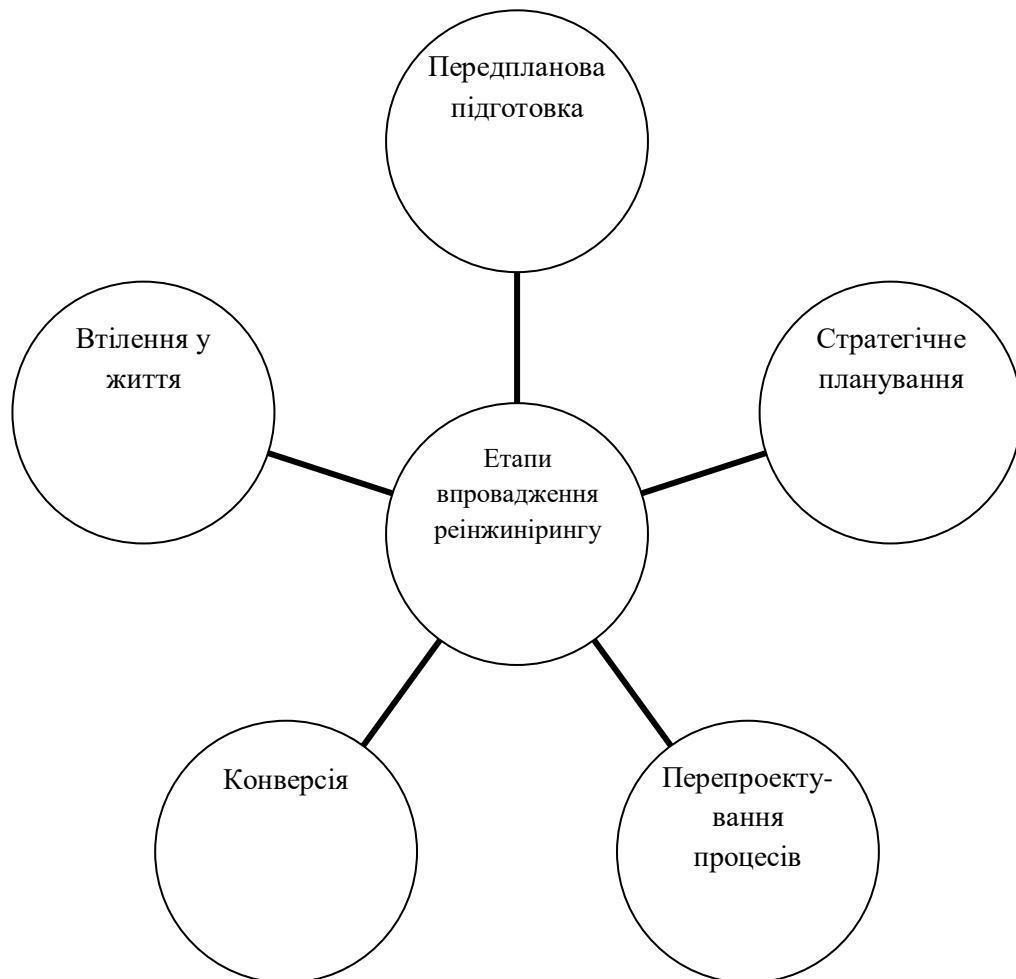 Передпланова
підготовка
Втілення у
життя
Стратегічне
планування
Етапи
впровадження
реінжинірингу
Конверсія
Перепроекту-
вання
процесів